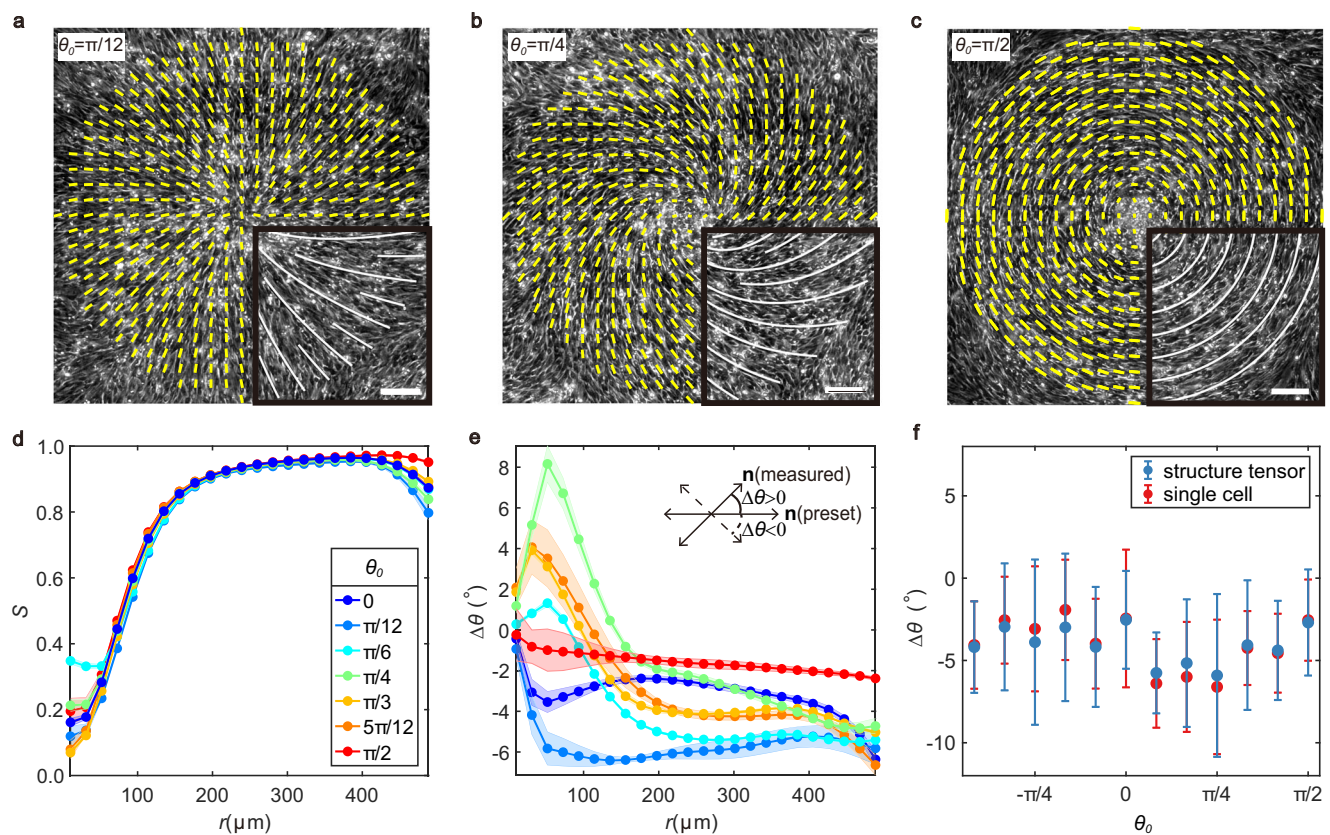 a
b
c
θ₀=π/12
θ₀=π/4
θ₀=π/2
d
e
f
1.0
0.8
0.6
0.4
0.2
0.0
S
θ₀
0
π/12
π/6
π/4
π/3
5π/12
π/2
100
200
300
400
r(μm)
8
6
4
2
0
-2
-4
-6
Δθ (°)
n(measured)
Δθ>0
n(preset)
Δθ<0
100
200
300
400
r(μm)
structure tensor
single cell
5
0
-5
-10
Δθ (°)
-π/4
0
π/4
π/2
θ₀